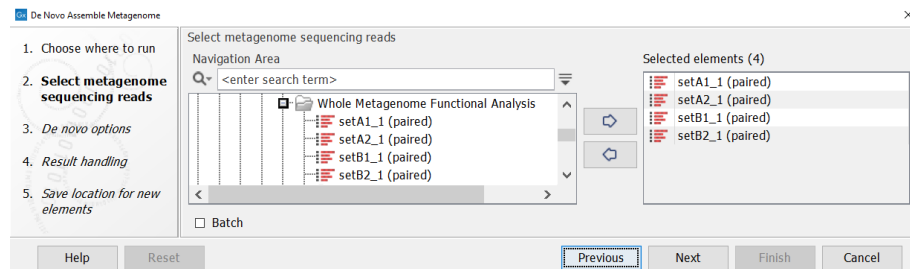 De Novo Assemble Metagenome
1. Choose where to run
2. Select metagenome
sequencing reads
3. De novo options
4. Result handling
5. Save location for new
elements
Select metagenome sequencing reads
Navigation Area
<enter search term>
Whole Metagenome Functional Analysis
setA1_1 (paired)
setA2_1 (paired)
setB1_1 (paired)
setB2_1 (paired)
Batch
Selected elements (4)
setA1_1 (paired)
setA2_1 (paired)
setB1_1 (paired)
setB2_1 (paired)
Help
Reset
Previous
Next
Finish
Cancel